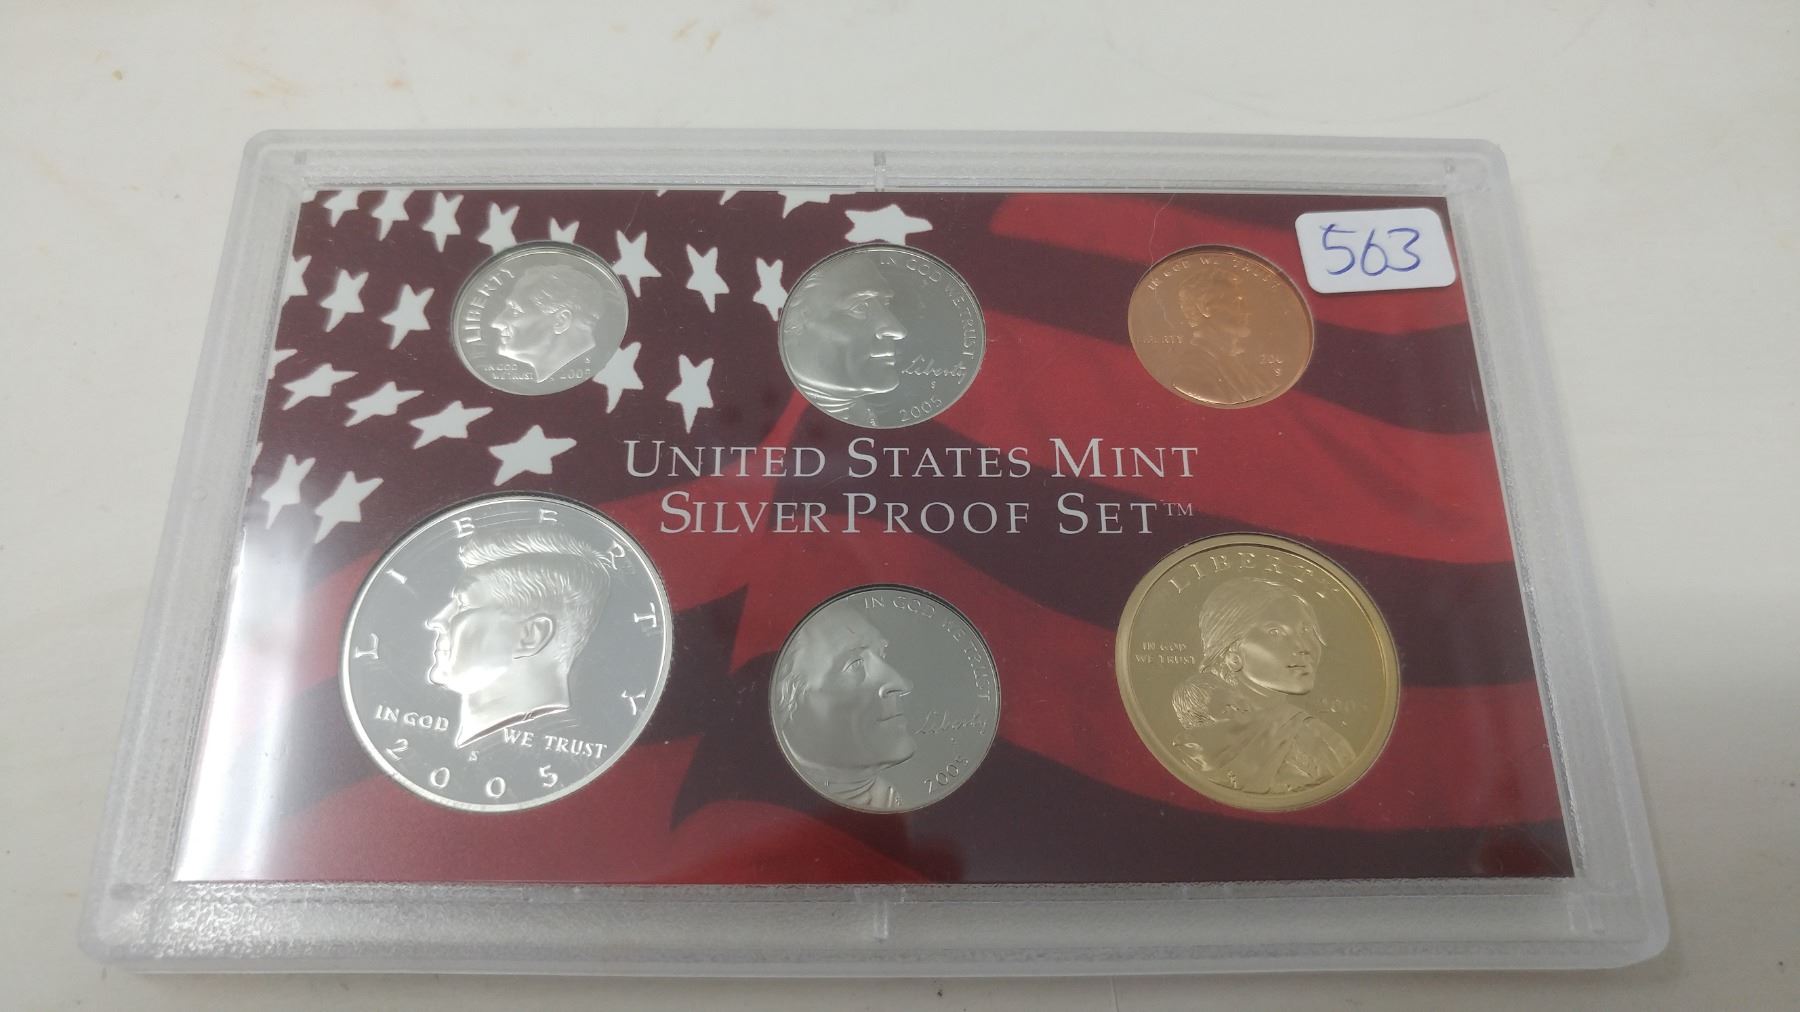 563
LIBERTY
IN GOD
WE TRUST
S
2005
IN GOD WE TRUST
Liberty
S
2005
IN GOD WE TRUST
LIBERTY
S
UNITED STATES MINT
SILVER PROOF SET™
LIBERTY
IN GOD WE TRUST
S
2005
IN GOD WE TRUST
Liberty
2005
LIBERTY
IN GOD
WE TRUST